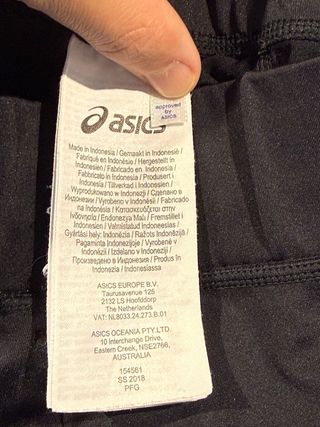 approved
by
ASICS
asics
Made in Indonesia / Gemaakt in Indonesië /
Fabriqué en Indonésie / Hergestellt in
Indonesien / Fabricado en Indonesia /
Fabbricato in Indonesia / Produsert i
Indonesia / Tilverkad i Indonesien /
Wyprodukowano w Indonezji / Сделано в
Индонезии / Vyrobeno v Indonésii / Fabricado
na Indonésia / Κατασκευάζεται στην
Ινδονησία / Endonezya Malı / Fremstillet i
Indonesien / Valmistatud Indoneesias /
Gyártási hely: Indonézia / Ražots Indonēzijā /
Pagaminta Indonezijoje / Vyrobené v
Indonézii / Izdelano v Indoneziji /
Произведено в Индонезия / Produs în
Indonezia / Indonesiassa
ASICS EUROPE B.V.
Taurusavenue 125
2132 LS Hoofddorp
The Netherlands
VAT: NL8033.24.273.B.01
ASICS OCEANIA PTY.LTD.
10 interchange Drive,
Eastern Creek, NSE2766,
AUSTRALIA
154561
SS 2018
PFG